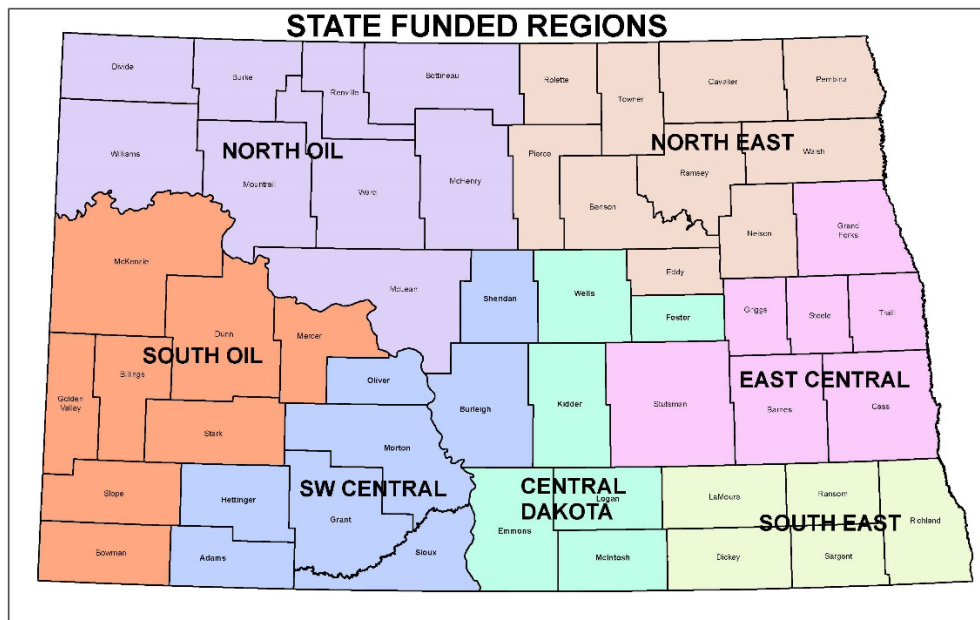 STATE FUNDED REGIONS
Divide
Burke
Renville
Bottineau
Rolette
Towner
Cavalier
Pembina
Williams
NORTH OIL
Mountrail
Ward
McHenry
Pierce
NORTH EAST
Walsh
Ramsey
Benson
Nelson
Grand
Forks
McKenzie
McLean
Sheridan
Wells
Eddy
Foster
Griggs
Steele
Trail
Dunn
Mercer
SOUTH OIL
Billings
Golden
Valley
Oliver
Burleigh
Kidder
Stutsman
EAST CENTRAL
Barnes
Cass
Stark
Morton
Slope
Hettinger
SW CENTRAL
Grant
CENTRAL
DAKOTA
Logan
Emmons
LaMoure
Ransom
SOUTH EAST
Richland
Bowman
Adams
Sioux
McIntosh
Dickey
Sargent